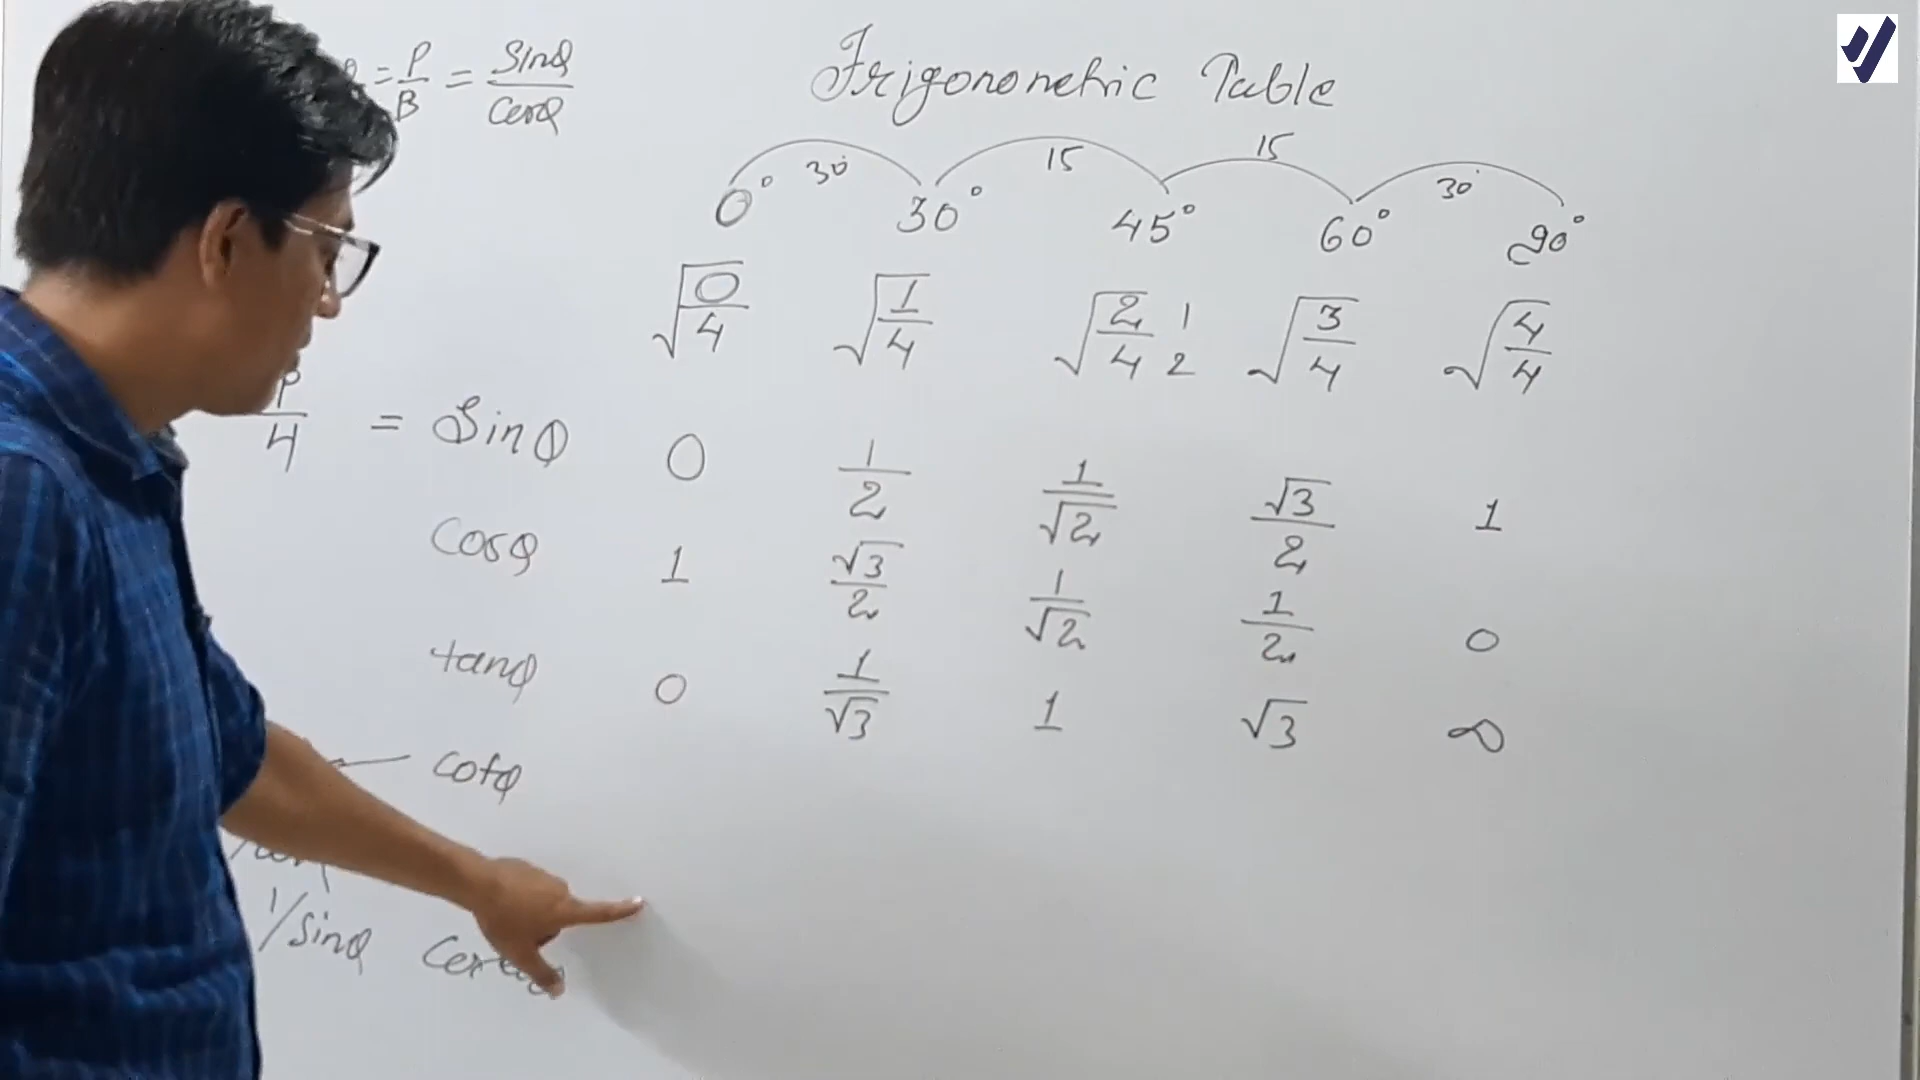 = P/B = Sinθ/Cosθ
Trigonometric Table
30° 15 15 30°
0° 30° 45° 60° 90°
√0/4 √1/4 √2/4 1/2 √3/4 √4/4
P/H = Sinθ 0 1/2 1/√2 √3/2 1
Cosθ 1 √3/2 1/√2 1/2 0
tanθ 0 1/√3 1 √3 ∞
cotθ
1/Sinθ